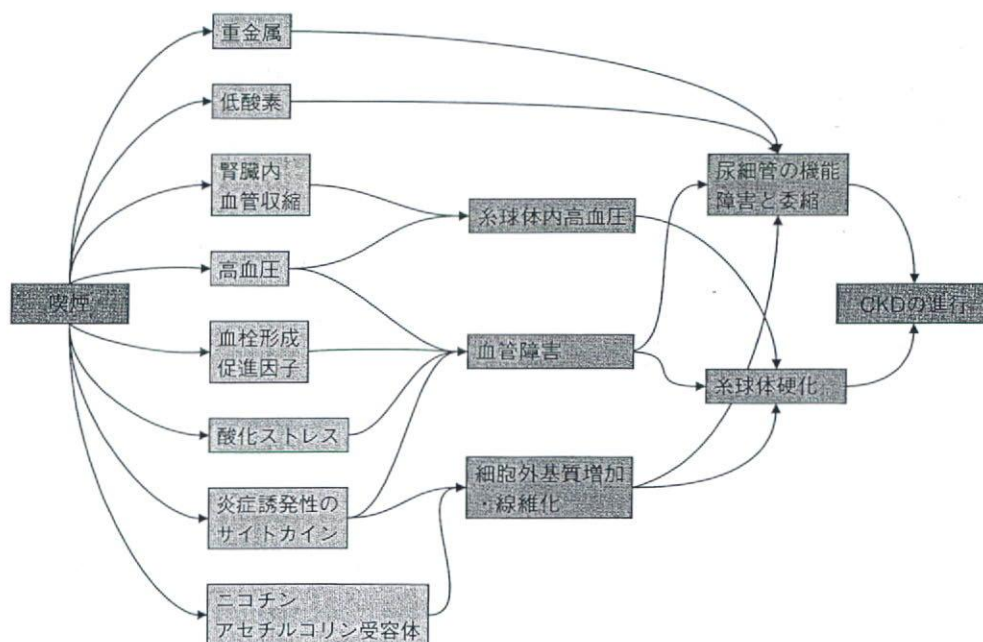 重金属
低酸素
腎臓内
血管収縮
高血圧
喫煙
血栓形成
促進因子
酸化ストレス
炎症誘発性の
サイトカイン
ニコチン
アセチルコリン受容体
糸球体内高血圧
血管障害
細胞外基質増加
・線維化
尿細管の機能
障害と委縮
糸球体硬化
CKDの進行